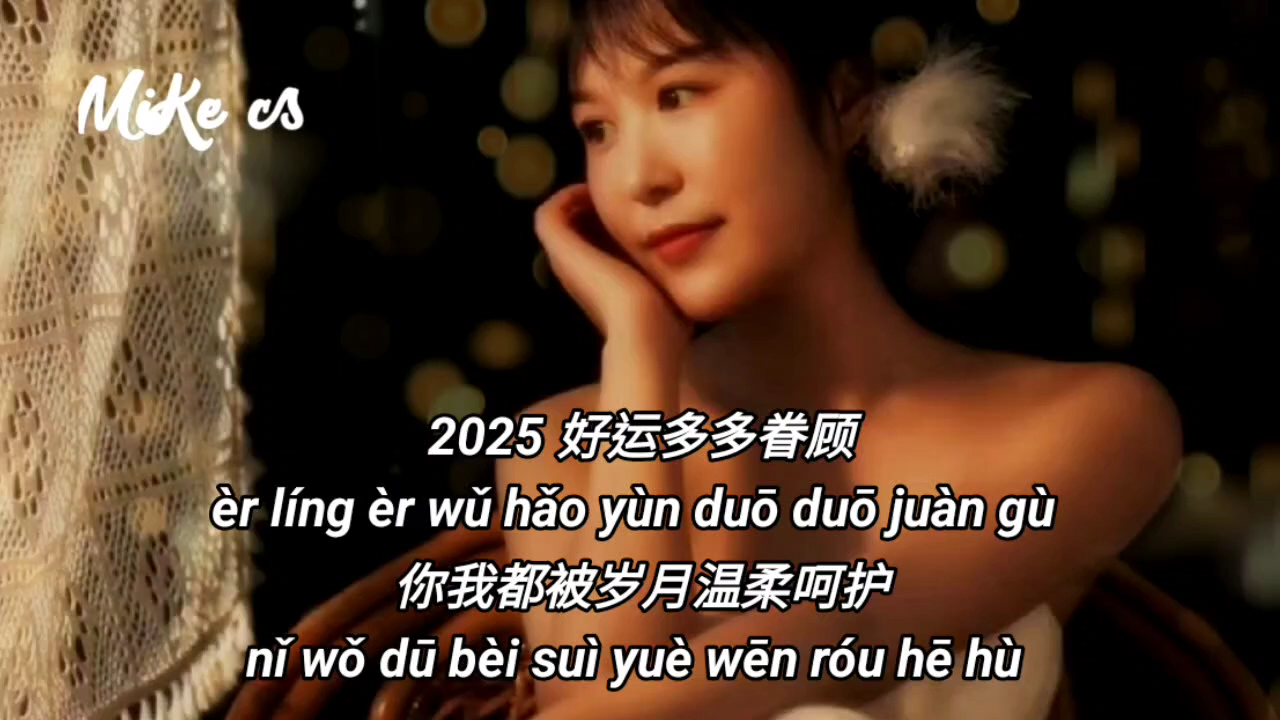 MiKe cs
2025 好运多多眷顾
èr líng èr wǔ hǎo yùn duō duō juàn gù
你我都被岁月温柔呵护
nǐ wǒ dū bèi suì yuè wēn róu hē hù